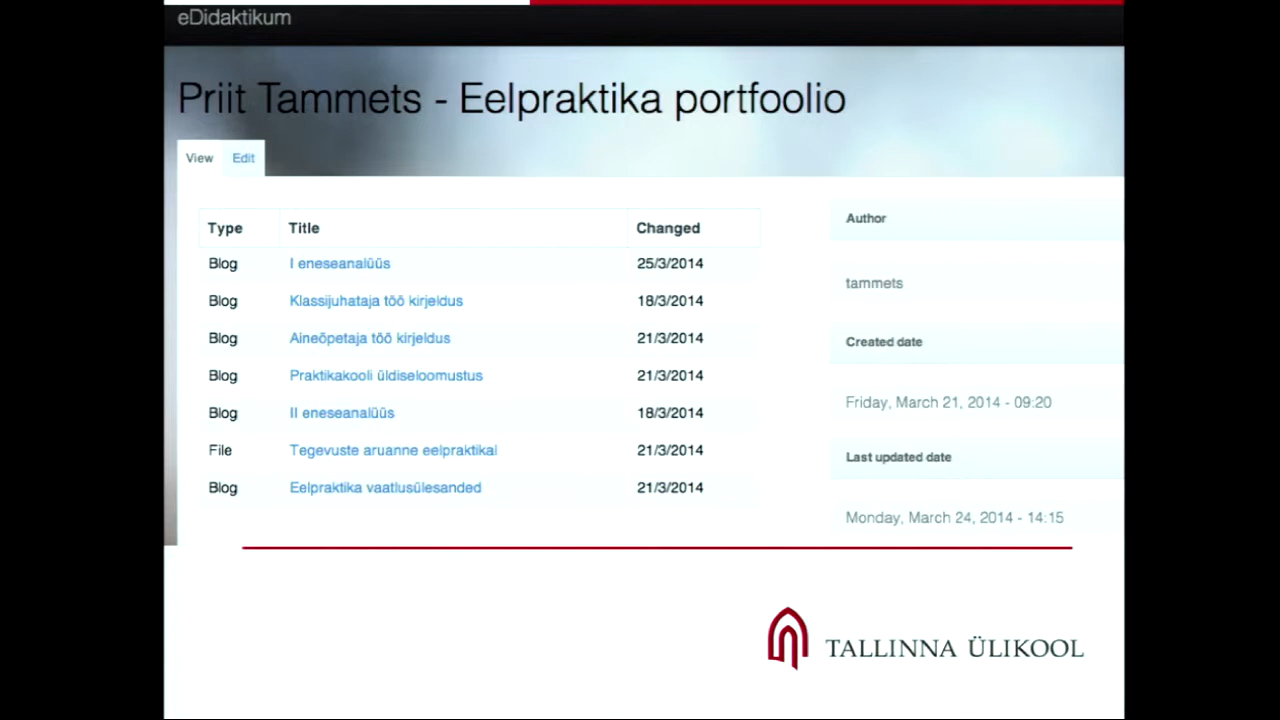 eDidaktikum
Priit Tammets - Eelpraktika portfoolio
View Edit
Type Title Changed
Blog I eneseanalüüs 25/3/2014
Blog Klassijuhataja töö kirjeldus 18/3/2014
Blog Aineõpetaja töö kirjeldus 21/3/2014
Blog Praktikakooli üldiseloomustus 21/3/2014
Blog II eneseanalüüs 18/3/2014
File Tegevuste aruanne eelpraktikal 21/3/2014
Blog Eelpraktika vaatlusülesanded 21/3/2014
Author
tammets
Created date
Friday, March 21, 2014 - 09:20
Last updated date
Monday, March 24, 2014 - 14:15
TALLINNA ÜLIKOOL